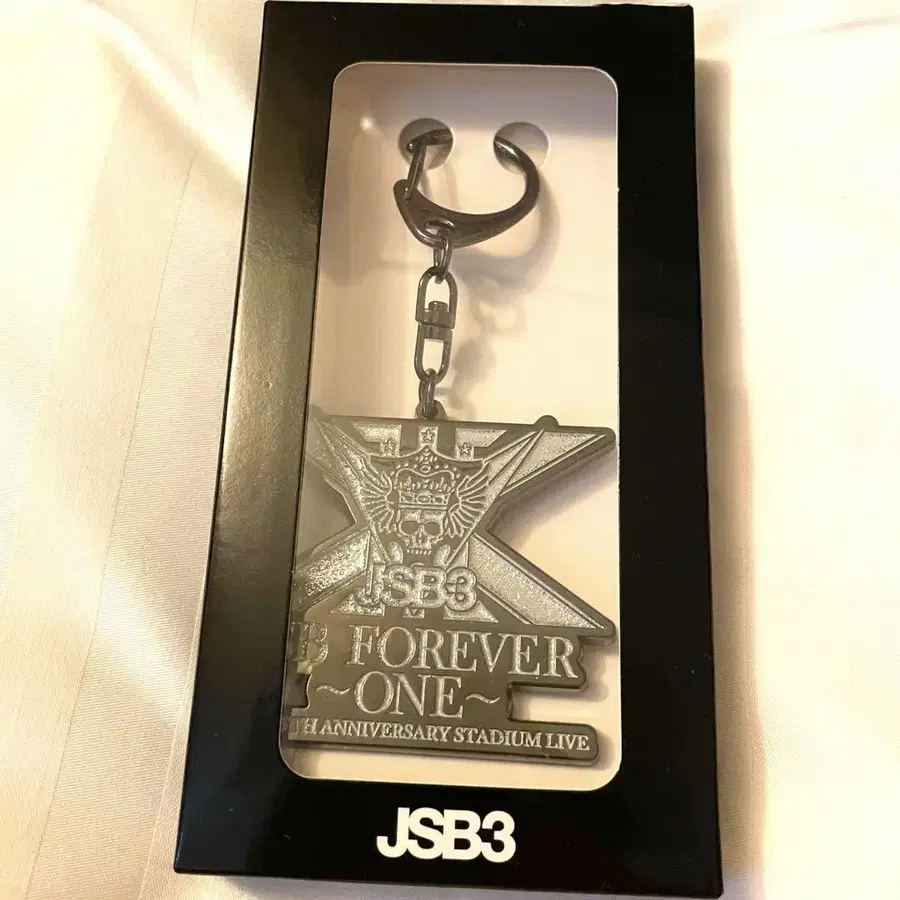 JSB3
B FOREVER
~ONE~
TH ANNIVERSARY STADIUM LIVE
JSB3